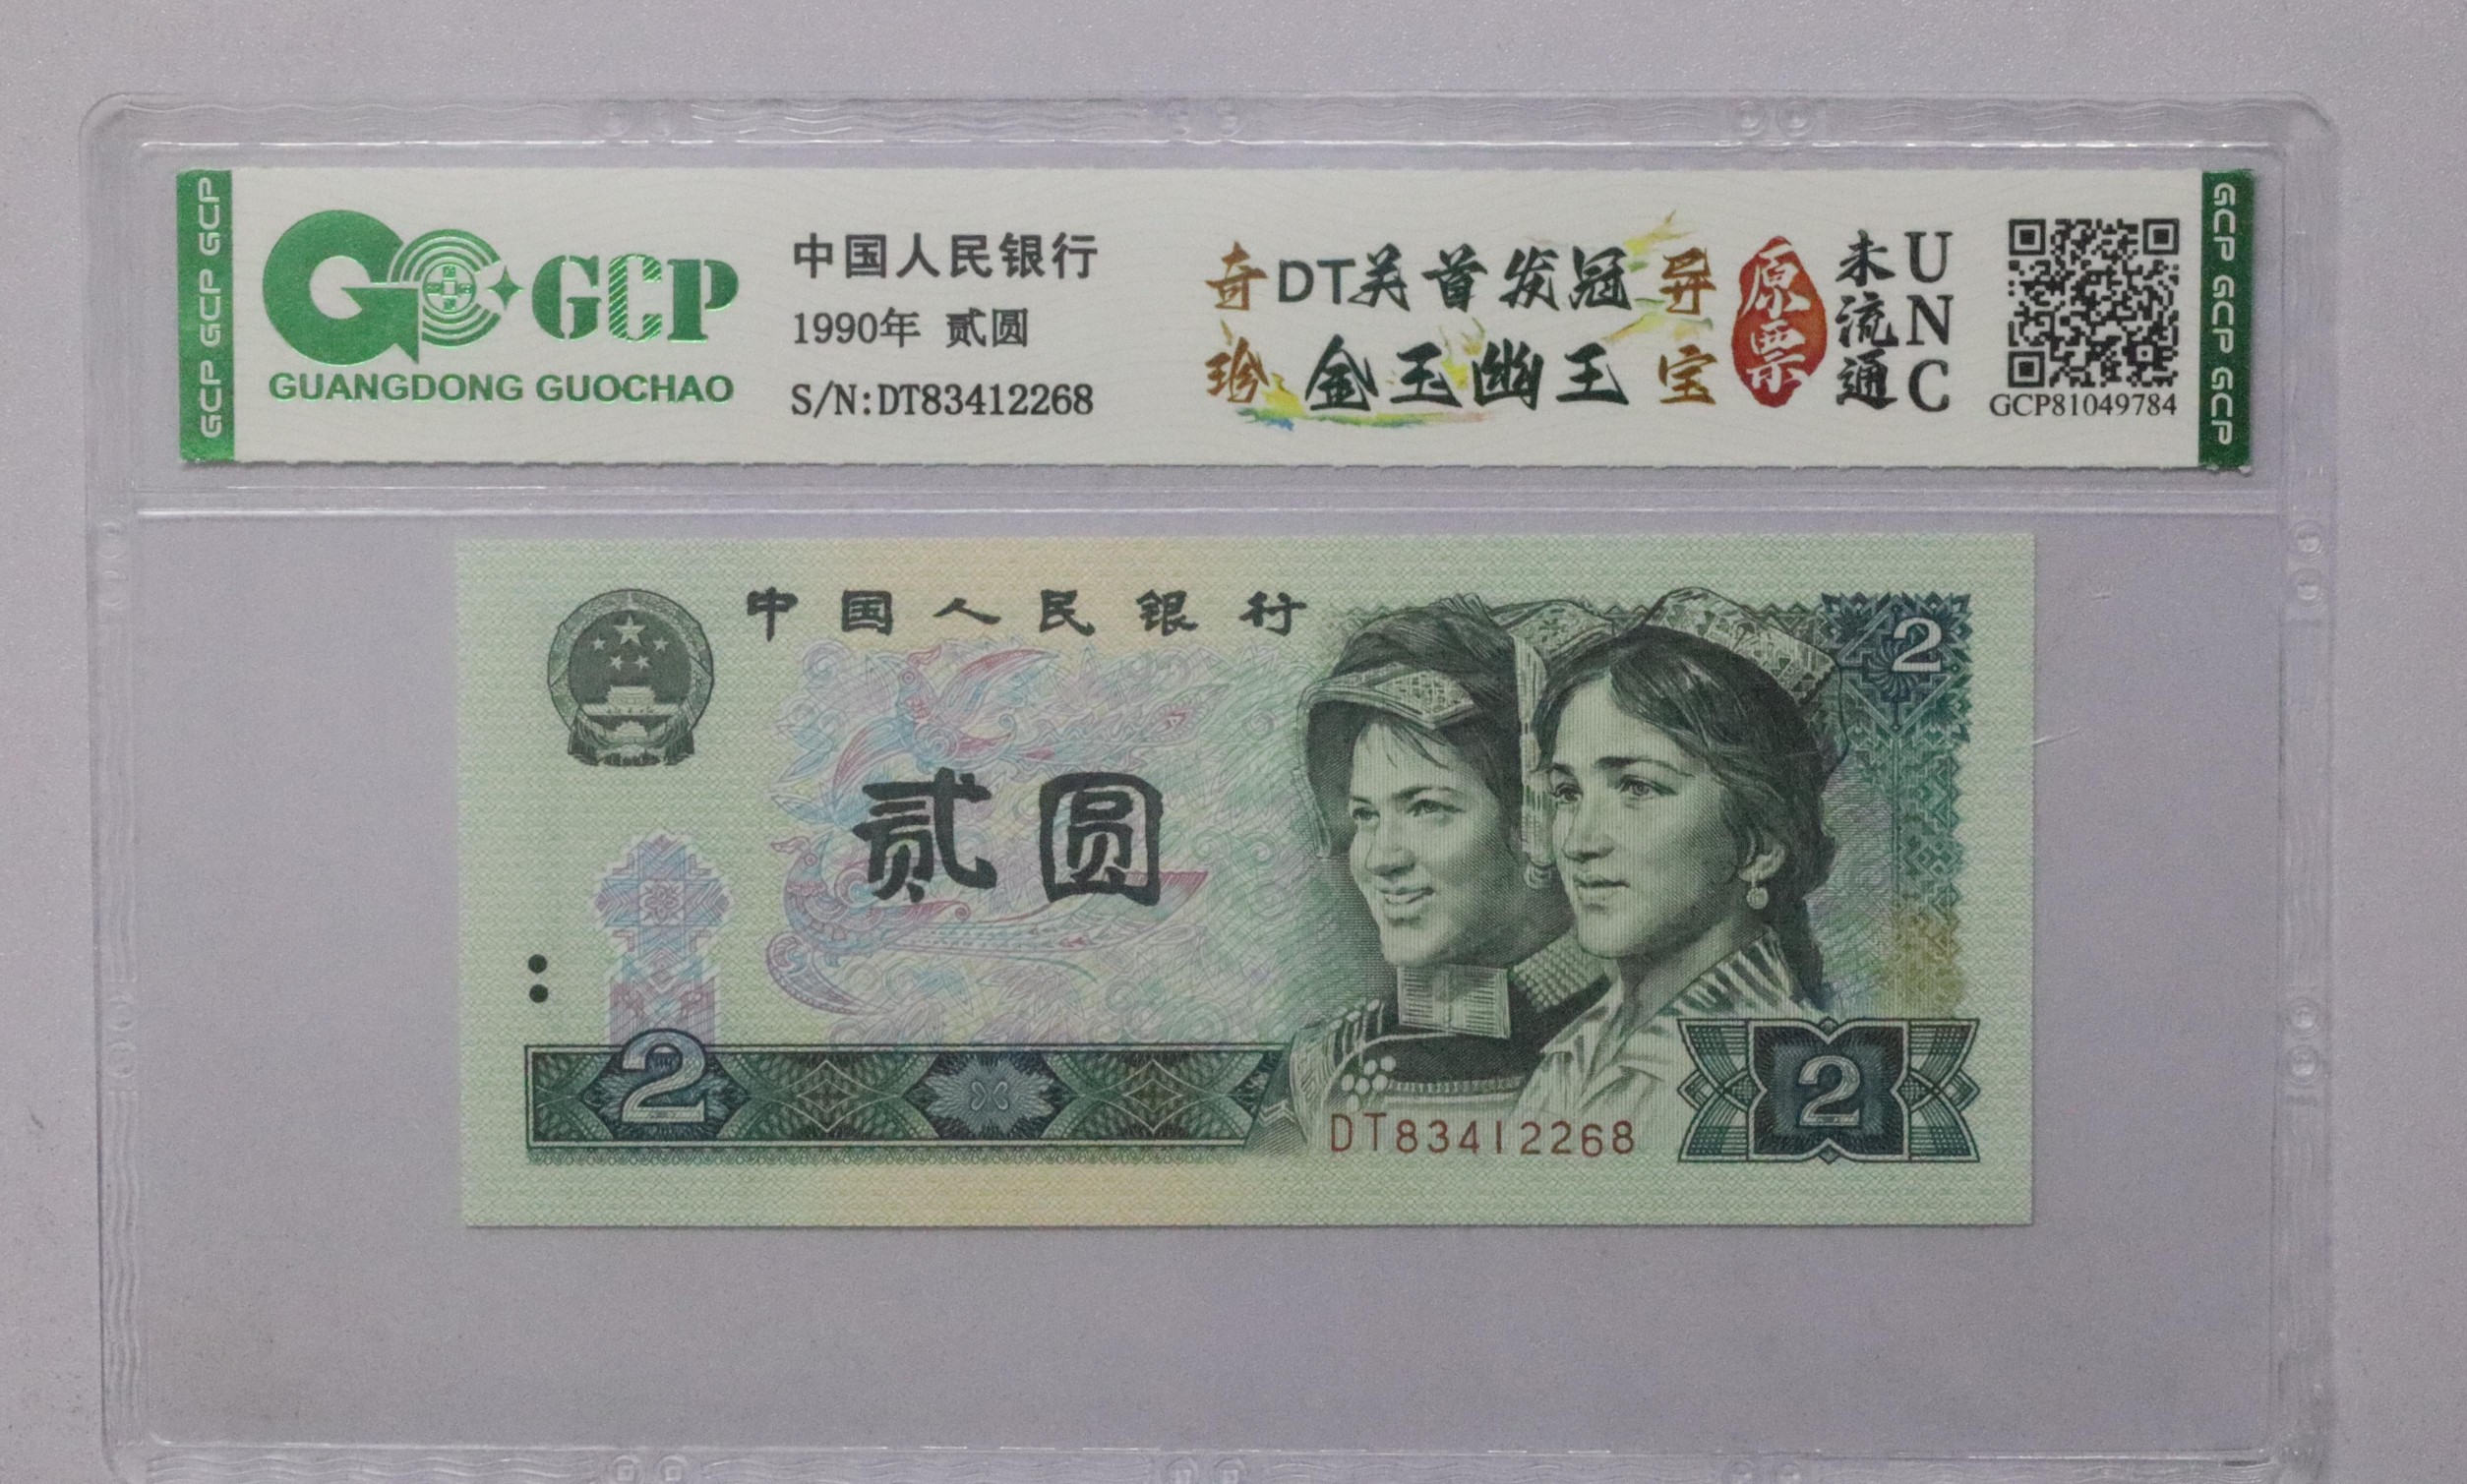 GCP GCP GCP
GCP
GUANGDONG GUOCHAO
中国人民银行
1990年 贰圆
S/N:DT83412268
奇珍
DT关首发冠
金玉幽王
异宝
原票
未流通
UNC
GCP81049784
GCP GCP GCP
中国人民银行
2
贰圆
2
DT83412268
2